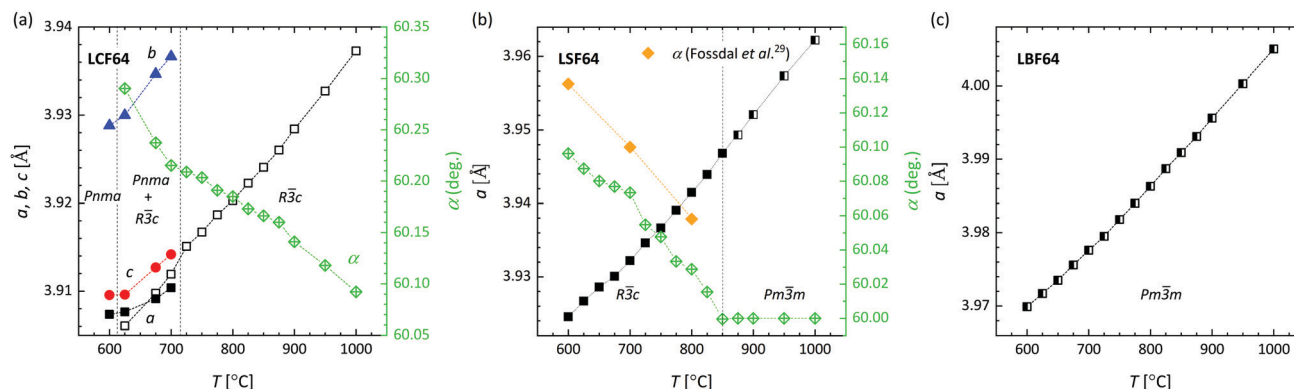 (a)
3.94
3.93
3.92
3.91
a, b, c [Å]
LCF64
b
Pnma
Pnma
+
R3̅c
R3̅c
c
a
α
60.35
60.30
60.25
60.20
60.15
60.10
60.05
α (deg.)
600 700 800 900 1000
T [°C]
(b)
3.96
3.95
3.94
3.93
a [Å]
LSF64
α (Fossdal et al.29)
R3̅c
Pm3̅m
60.16
60.14
60.12
60.10
60.08
60.06
60.04
60.02
60.00
α (deg.)
600 700 800 900 1000
T [°C]
(c)
4.00
3.99
3.98
3.97
a [Å]
LBF64
Pm3̅m
600 700 800 900 1000
T [°C]